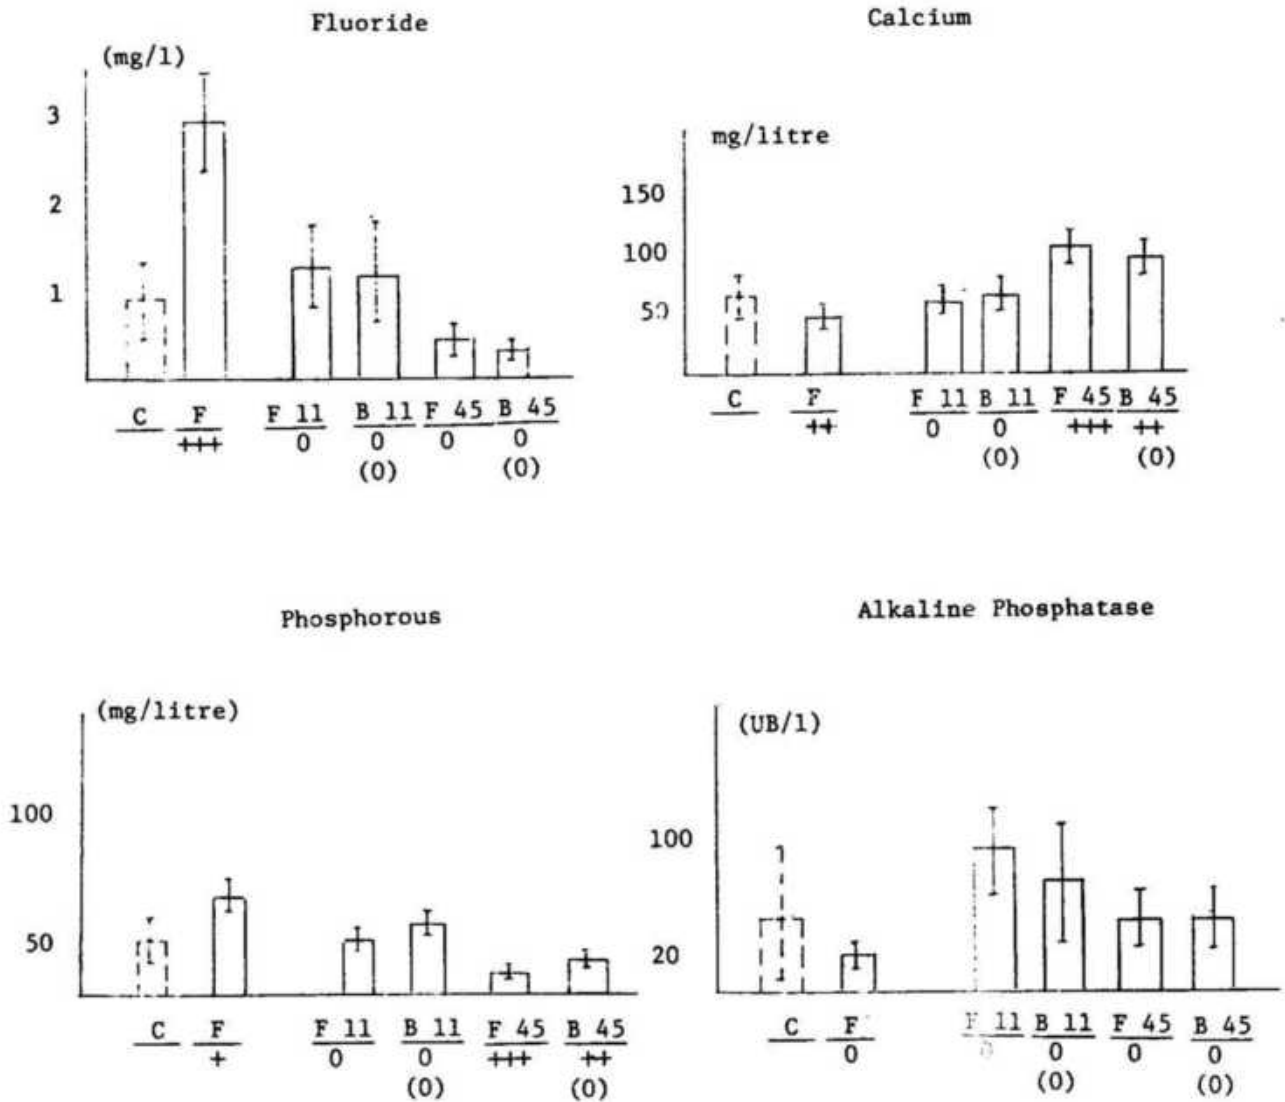 Fluoride
(mg/l)
3
2
1
C F F 11 B 11 F 45 B 45
+++ 0 0 0 0
(0) (0)
Calcium
mg/litre
150
100
50
C F F 11 B 11 F 45 B 45
++ 0 0 +++ ++
(0) (0)
Phosphorous
(mg/litre)
100
50
C F F 11 B 11 F 45 B 45
+ 0 0 +++ ++
(0) (0)
Alkaline Phosphatase
(UB/l)
100
20
C F F 11 B 11 F 45 B 45
0 0 0 0 0
(0) (0)